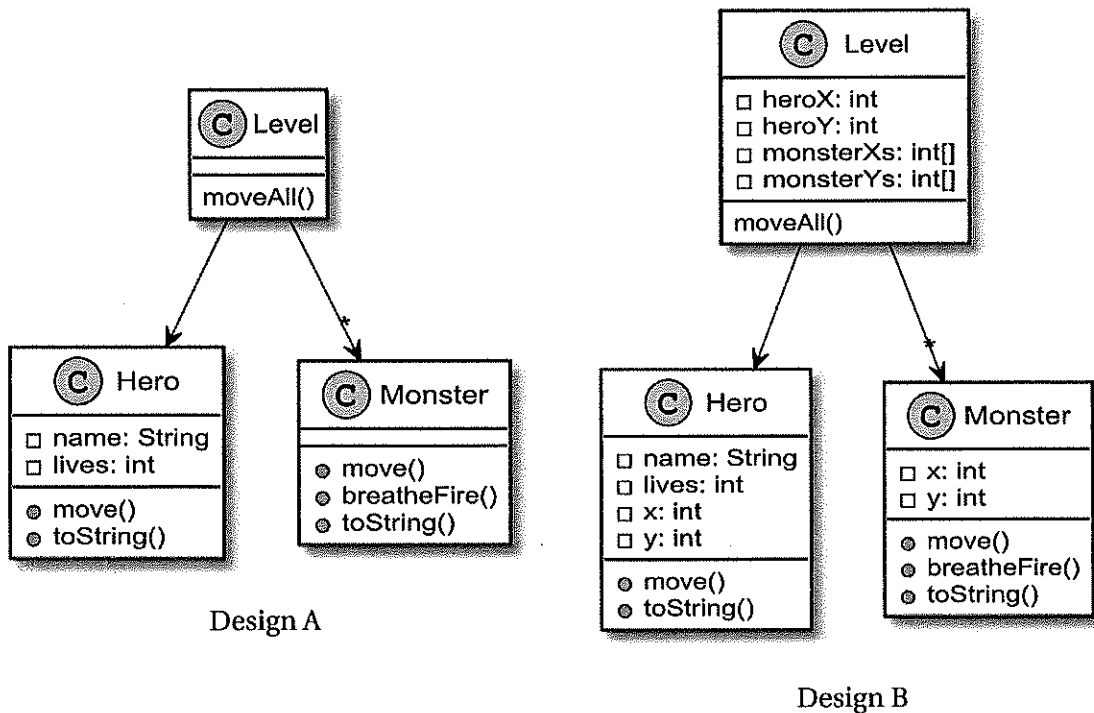 C Level
moveAll()
C Hero
name: String
lives: int
move()
toString()
*
C Monster
move()
breatheFire()
toString()
Design A
C Level
heroX: int
heroY: int
monsterXs: int[]
monsterYs: int[]
moveAll()
C Hero
name: String
lives: int
x: int
y: int
move()
toString()
*
C Monster
x: int
y: int
move()
breatheFire()
toString()
Design B